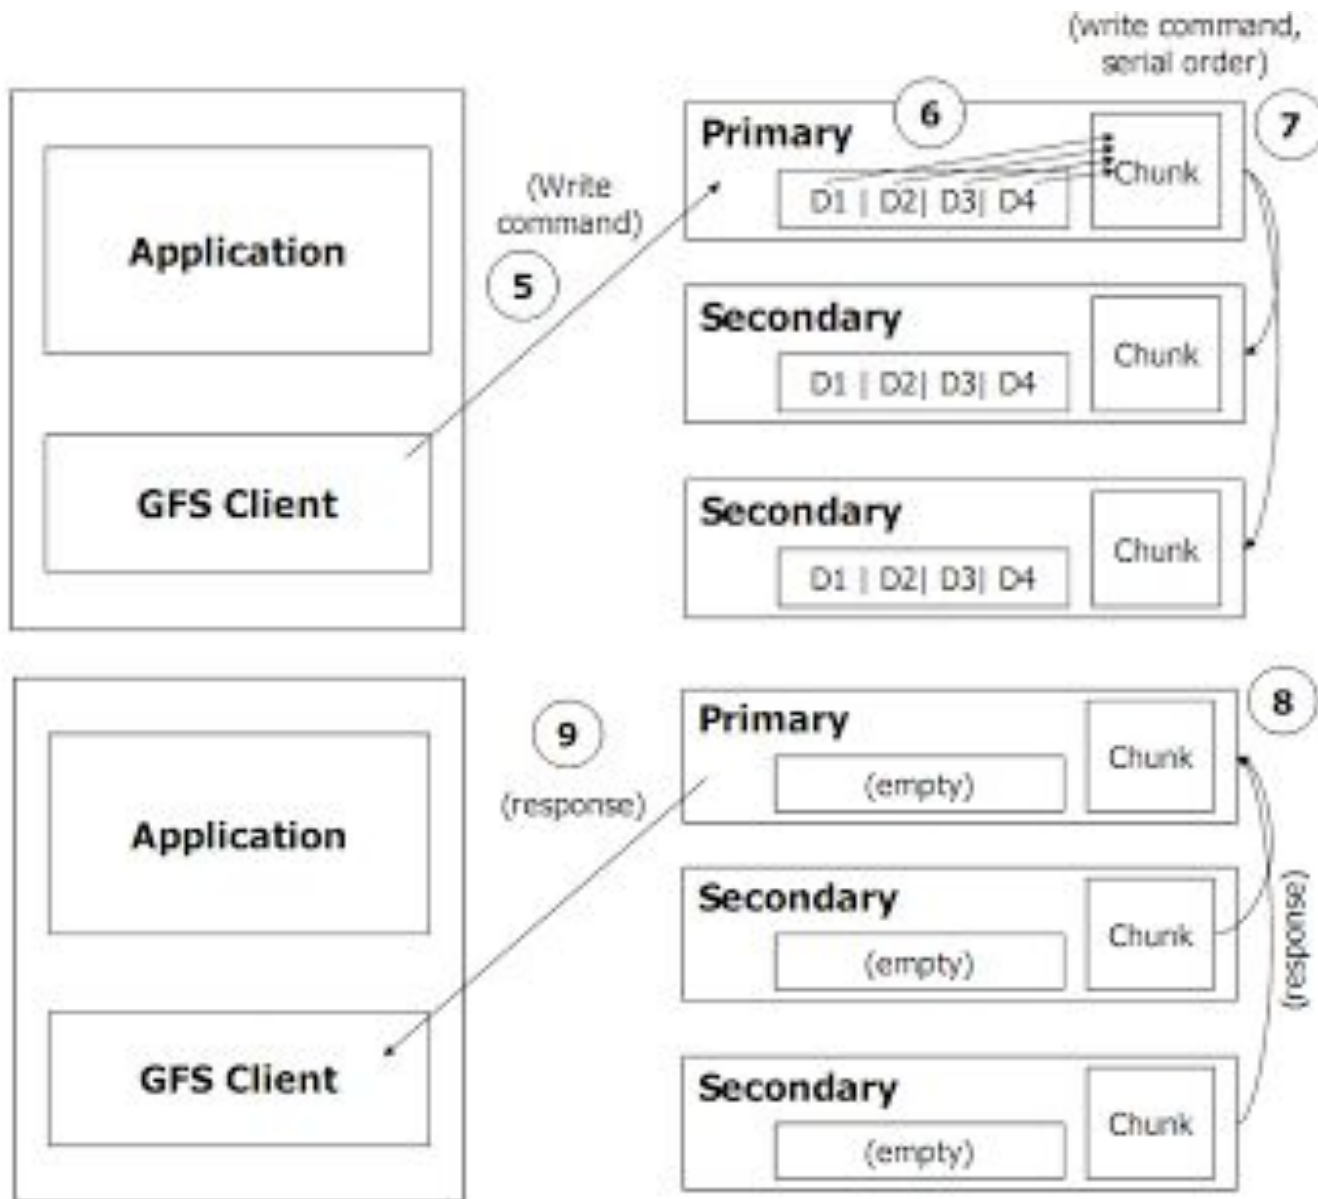 (write command,
serial order)
6
7
Primary
Chunk
D1 | D2| D3| D4
(Write
command)
5
Application
Secondary
Chunk
D1 | D2| D3| D4
GFS Client
Secondary
Chunk
D1 | D2| D3| D4
8
9
Primary
Chunk
(empty)
(response)
Application
Secondary
Chunk
(empty)
(response)
GFS Client
Secondary
Chunk
(empty)